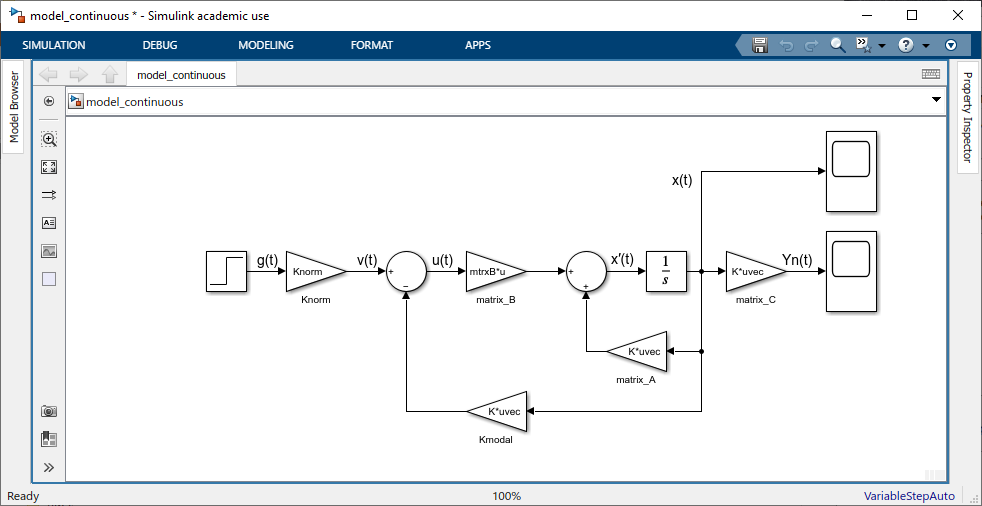 model_continuous * - Simulink academic use
SIMULATION DEBUG MODELING FORMAT APPS
Model Browser
model_continuous
model_continuous
Property Inspector
x(t)
g(t)
Knorm
Knorm
v(t)
+
−
u(t)
mtrxB*u
matrix_B
+
+
x'(t)
1
s
K*uvec
matrix_C
Yn(t)
K*uvec
matrix_A
K*uvec
Kmodal
Ready 100% VariableStepAuto